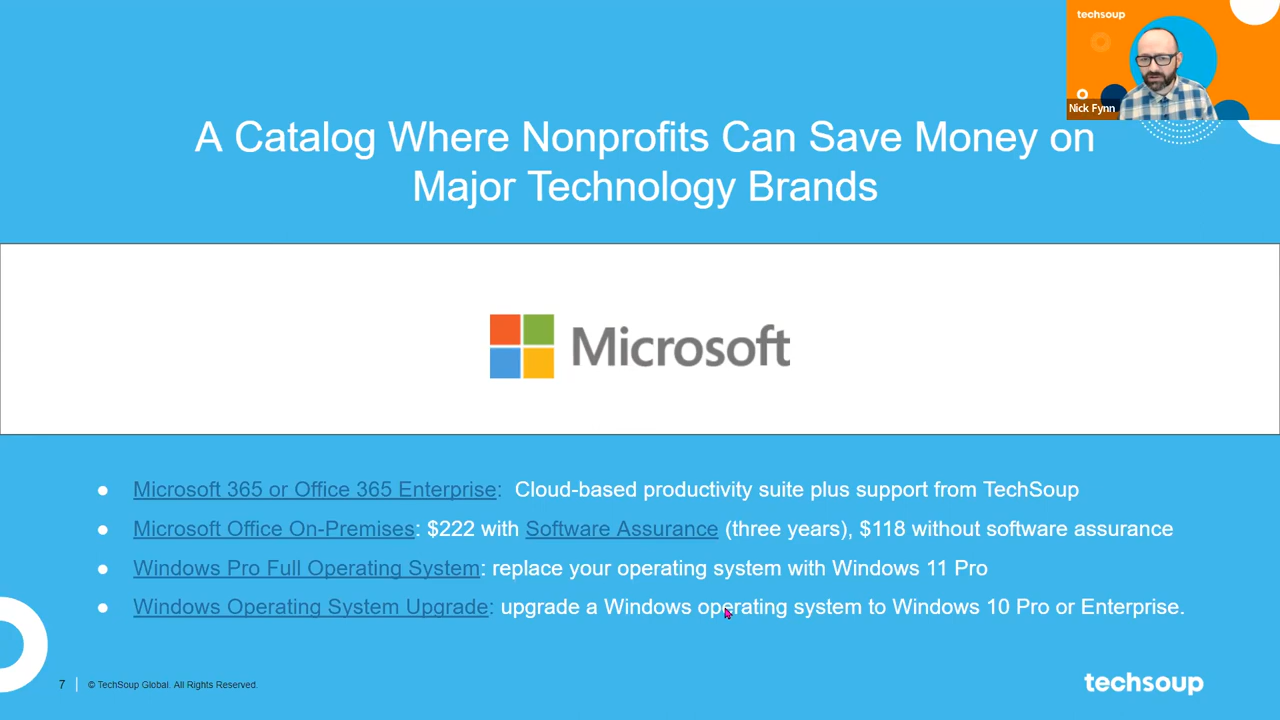 techsoup
Nick Fynn
A Catalog Where Nonprofits Can Save Money on
Major Technology Brands
Microsoft
● Microsoft 365 or Office 365 Enterprise: Cloud-based productivity suite plus support from TechSoup
● Microsoft Office On-Premises: $222 with Software Assurance (three years), $118 without software assurance
● Windows Pro Full Operating System: replace your operating system with Windows 11 Pro
● Windows Operating System Upgrade: upgrade a Windows operating system to Windows 10 Pro or Enterprise.
7 | © TechSoup Global. All Rights Reserved.
techsoup